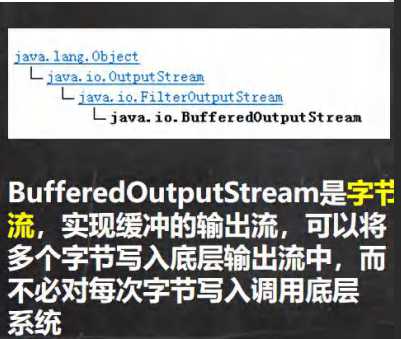 java.lang.Object
java.io.OutputStream
java.io.FilterOutputStream
java.io.BufferedOutputStream
BufferedOutputStream是字节
流，实现缓冲的输出流，可以将
多个字节写入底层输出流中，而
不必对每次字节写入调用底层
系统